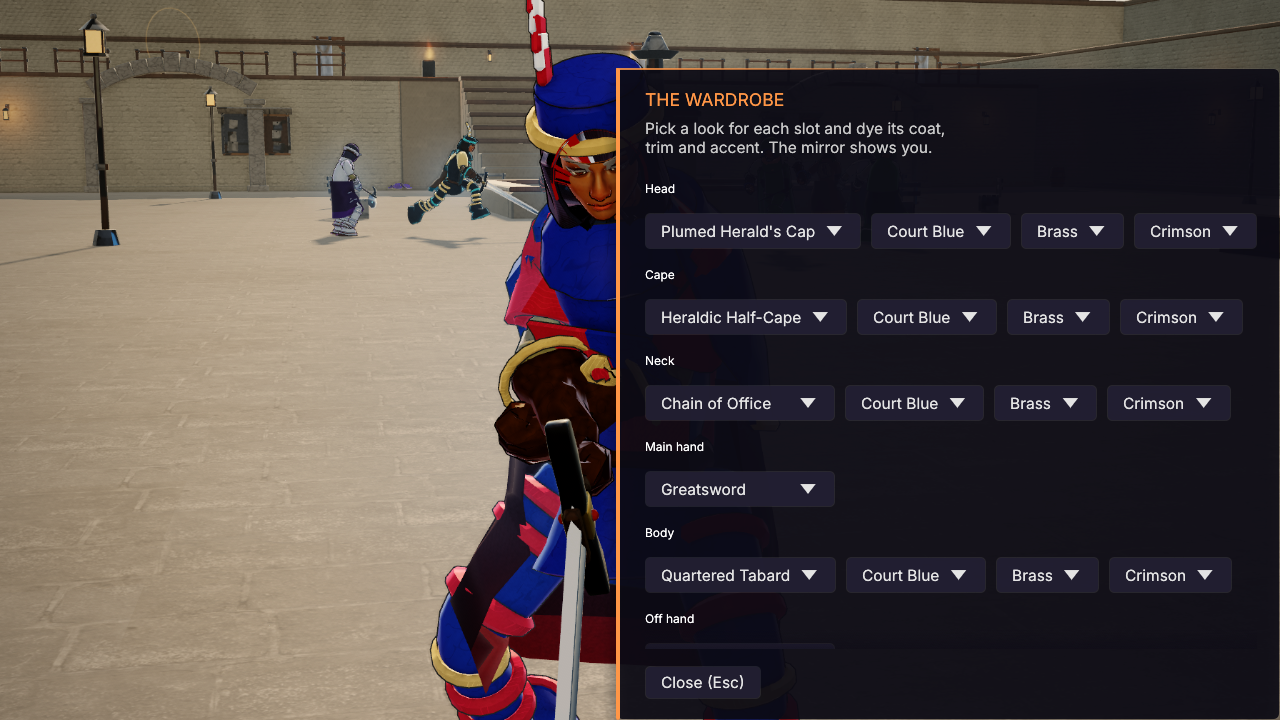 THE WARDROBE
Pick a look for each slot and dye its coat,
trim and accent. The mirror shows you.
Head
Plumed Herald's Cap Court Blue Brass Crimson
Cape
Heraldic Half-Cape Court Blue Brass Crimson
Neck
Chain of Office Court Blue Brass Crimson
Main hand
Greatsword
Body
Quartered Tabard Court Blue Brass Crimson
Off hand
Close (Esc)